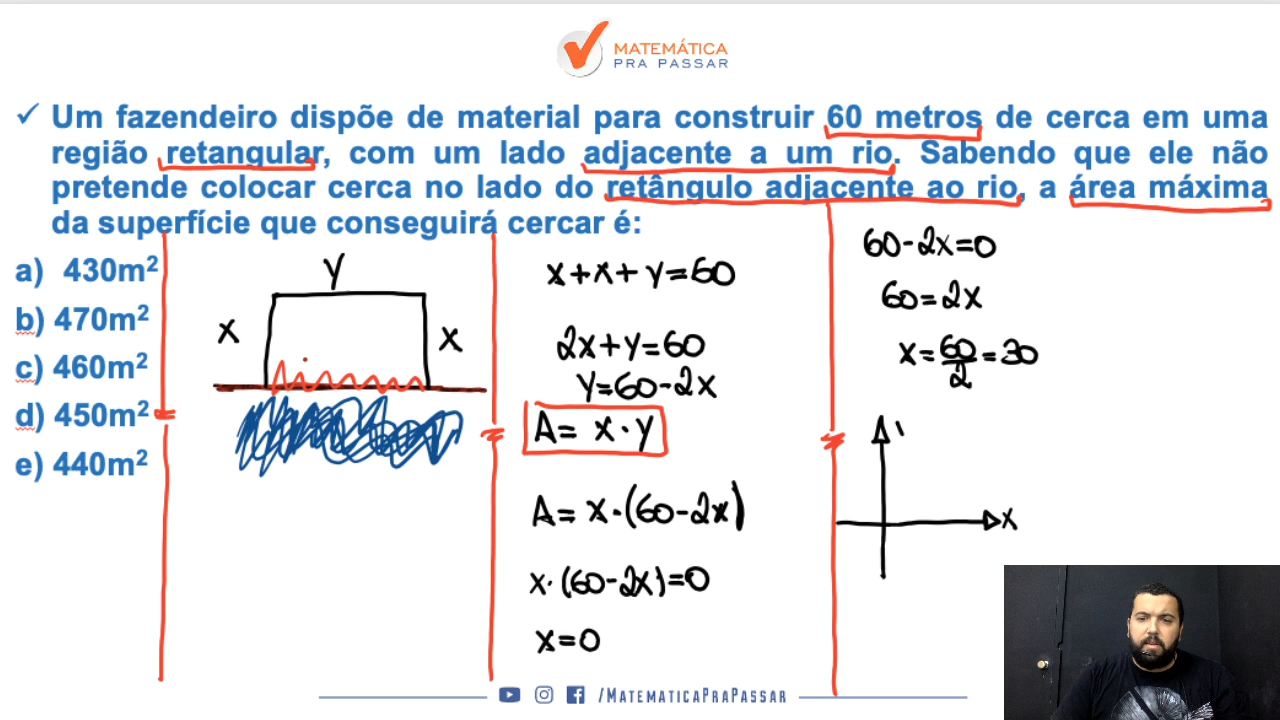 MATEMÁTICA
PRA PASSAR
✓ Um fazendeiro dispõe de material para construir 60 metros de cerca em uma
região retangular, com um lado adjacente a um rio. Sabendo que ele não
pretende colocar cerca no lado do retângulo adjacente ao rio, a área máxima
da superfície que conseguirá cercar é:
a) 430m²
b) 470m²
c) 460m²
d) 450m²
e) 440m²
y
x
x
x+x+y=60
2x+y=60
y=60-2x
A= x·y
A= x·(60-2x)
x·(60-2x)=0
x=0
60-2x=0
60=2x
x=60/2=30
x
/MATEMATICAPRAPASSAR